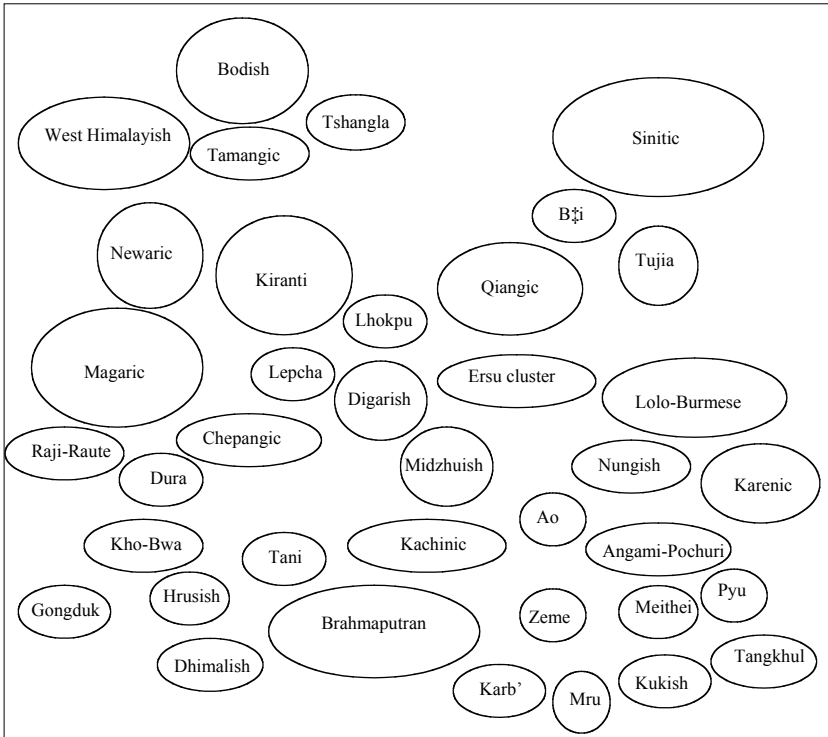 Bodish
Tshangla
West Himalayish
Sinitic
Tamangic
B‡i
Newaric
Tujia
Kiranti
Qiangic
Lhokpu
Magaric
Lepcha
Ersu cluster
Digarish
Lolo-Burmese
Raji-Raute
Chepangic
Dura
Midzhuish
Nungish
Karenic
Ao
Kho-Bwa
Tani
Kachinic
Angami-Pochuri
Gongduk
Hrusish
Brahmaputran
Zeme
Meithei
Pyu
Dhimalish
Tangkhul
Karb’
Mru
Kukish